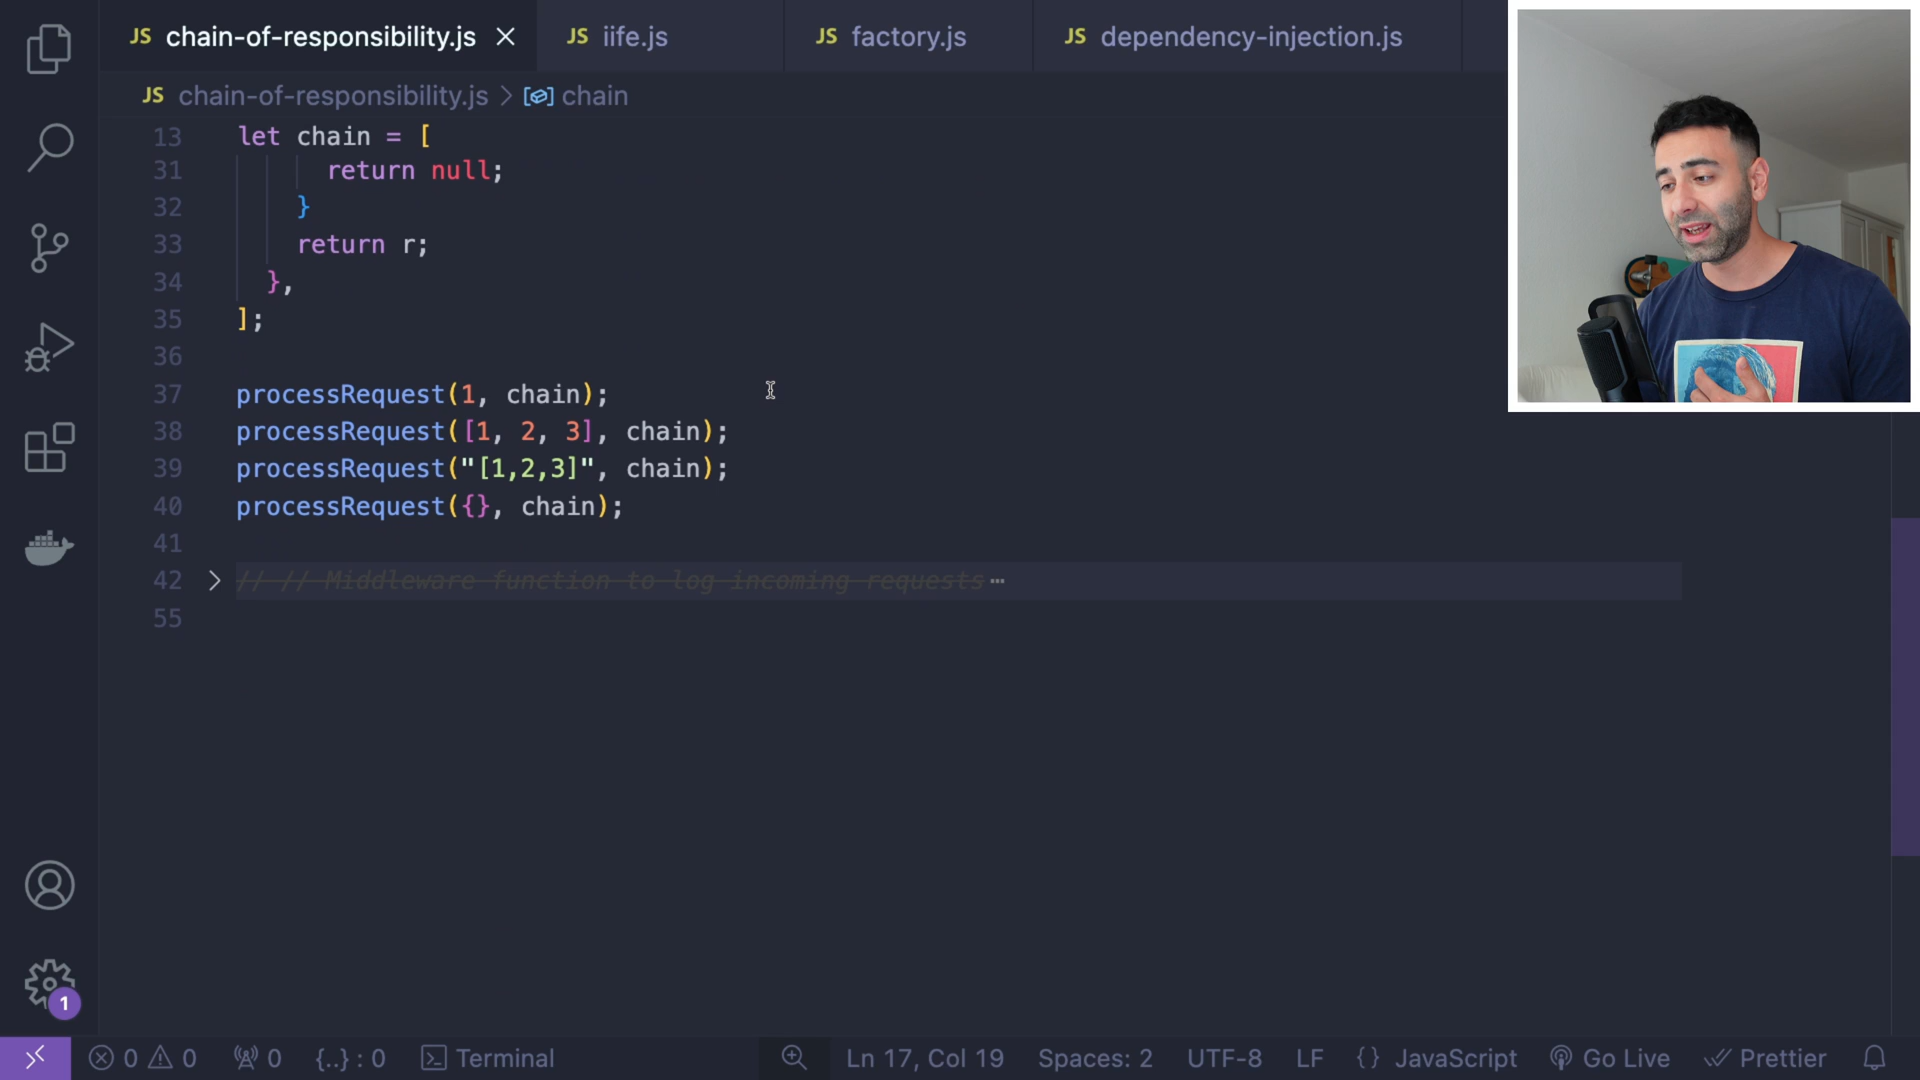 JS chain-of-responsibility.js
JS iife.js
JS factory.js
JS dependency-injection.js
JS chain-of-responsibility.js > chain
13 let chain = [
31 return null;
32 }
33 return r;
34 },
35 ];
36
37 processRequest(1, chain);
38 processRequest([1, 2, 3], chain);
39 processRequest("[1,2,3]", chain);
40 processRequest({}, chain);
41
42 // // Middleware function to log incoming requests ⋯
55
1
0 0 0 {..} : 0 Terminal Ln 17, Col 19 Spaces: 2 UTF-8 LF {} JavaScript Go Live Prettier